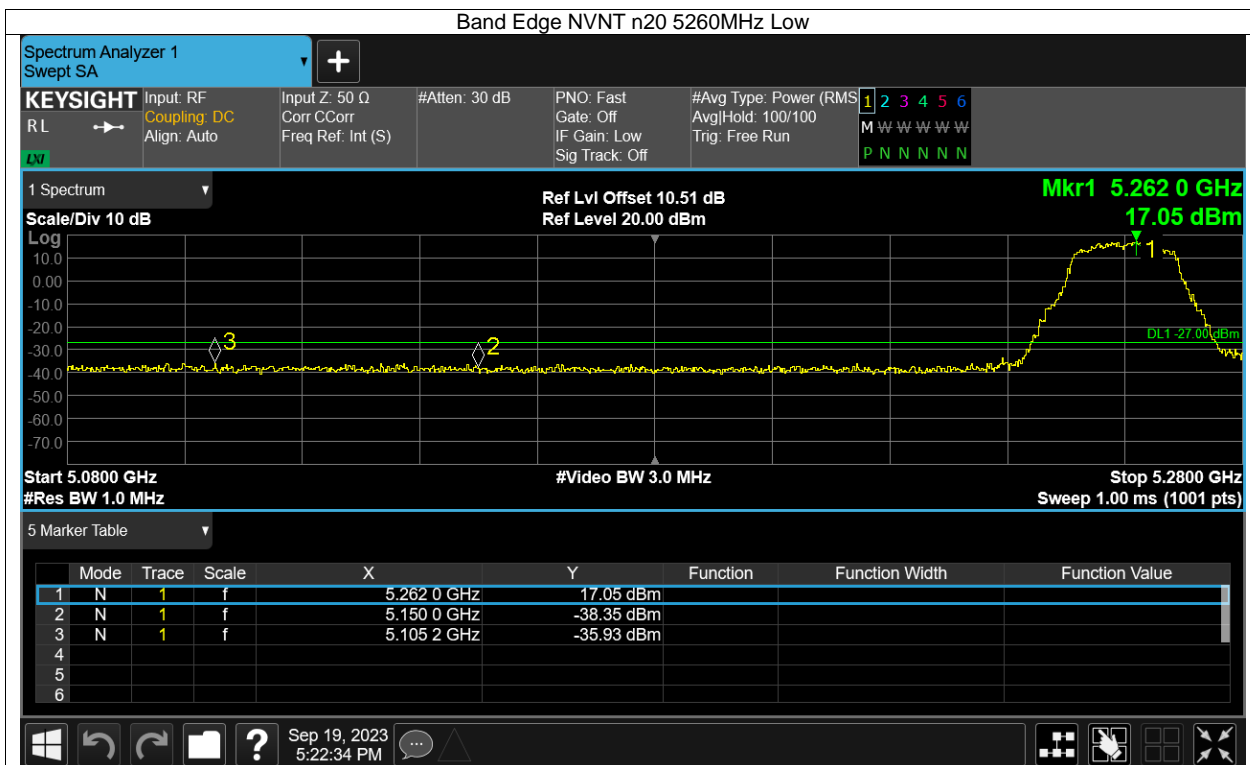 Band Edge NVNT n20 5260MHz Low
Spectrum Analyzer 1
Swept SA
+
KEYSIGHT
RL
LXI
Input: RF
Coupling: DC
Align: Auto
Input Z: 50 Ω
Corr CCorr
Freq Ref: Int (S)
#Atten: 30 dB
PNO: Fast
Gate: Off
IF Gain: Low
Sig Track: Off
#Avg Type: Power (RMS
Avg|Hold: 100/100
Trig: Free Run
1 2 3 4 5 6
M W W W W W
P N N N N N
1 Spectrum
Scale/Div 10 dB
Ref Lvl Offset 10.51 dB
Ref Level 20.00 dBm
Mkr1 5.262 0 GHz
17.05 dBm
Log
10.0
0.00
-10.0
-20.0
-30.0
-40.0
-50.0
-60.0
-70.0
1
DL1 -27.00 dBm
3
2
Start 5.0800 GHz
#Video BW 3.0 MHz
Stop 5.2800 GHz
#Res BW 1.0 MHz
Sweep 1.00 ms (1001 pts)
5 Marker Table
Mode Trace Scale X Y Function Function Width Function Value
1 N 1 f 5.262 0 GHz 17.05 dBm
2 N 1 f 5.150 0 GHz -38.35 dBm
3 N 1 f 5.105 2 GHz -35.93 dBm
4
5
6
?
Sep 19, 2023
5:22:34 PM